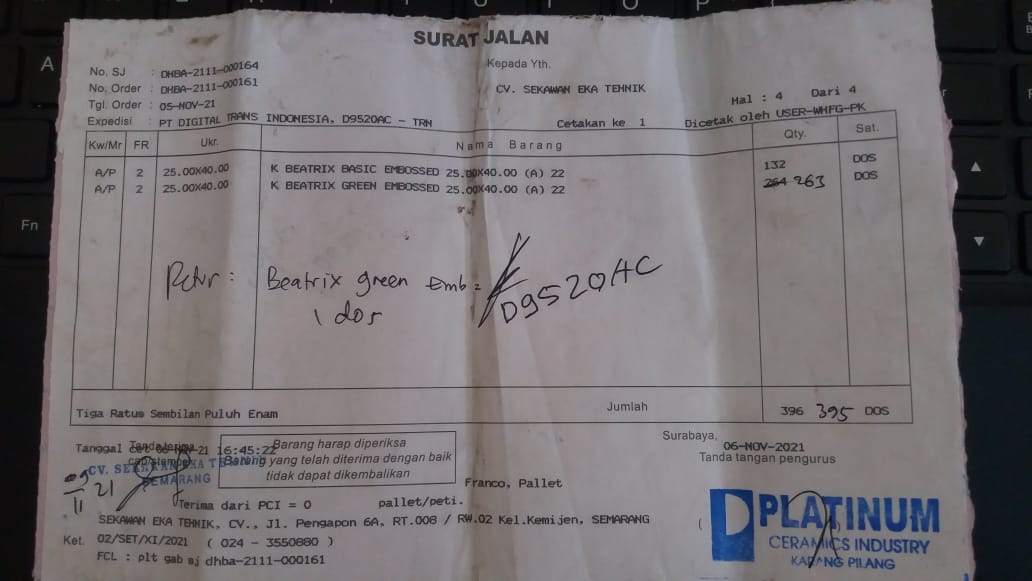 SURAT JALAN
No. SJ : DHBA-2111-000164
No. Order : DHBA-2111-000161
Tgl. Order : 05-NOV-21
Expedisi : PT DIGITAL TRANS INDONESIA, D9520AC - TRN
Kepada Yth.
CV. SEKAWAN EKA TEHNIK
Hal : 4 Dari 4
Cetakan ke 1 Dicetak oleh USER-WHFG-PK
Kw/Mr FR Ukr. Nama Barang Qty. Sat.
A/P 2 25.00X40.00 K BEATRIX BASIC EMBOSSED 25.00X40.00 (A) 22 132 DOS
A/P 2 25.00X40.00 K BEATRIX GREEN EMBOSSED 25.00X40.00 (A) 22 264 263 DOS
Retur : Beatrix green Emb =
1 dos
D9520AC
Tiga Ratus Sembilan Puluh Enam Jumlah 396 395 DOS
Tanggal cet 06-NOV-21 16:45:22
Tanda terima
cap/stempel
CV. SEKAWAN EKA TEHNIK
SEMARANG
21
Barang harap diperiksa
Barang yang telah diterima dengan baik
tidak dapat dikembalikan
Surabaya, 06-NOV-2021
Tanda tangan pengurus
Franco, Pallet
Terima dari PCI = 0 pallet/peti.
SEKAWAN EKA TEHNIK, CV., Jl. Pengapon 6A, RT.008 / RW.02 Kel.Kemijen, SEMARANG
Ket. 02/SET/XI/2021 ( 024 - 3550880 )
FCL : plt gab sj dhba-2111-000161
PLATINUM
CERAMICS INDUSTRY
KARANG PILANG
A
Fn